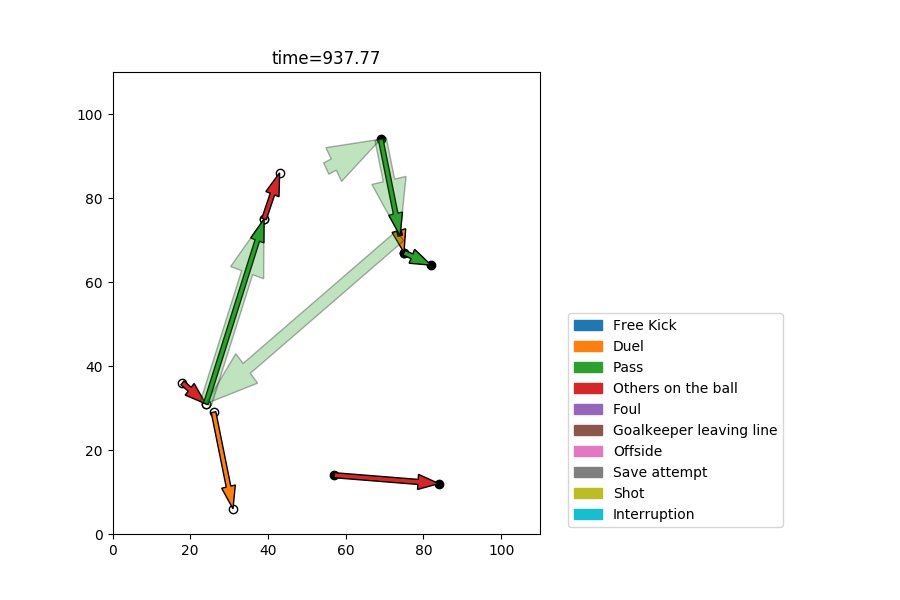 time=937.77
100
80
60
40
20
0
0 20 40 60 80 100
Free Kick
Duel
Pass
Others on the ball
Foul
Goalkeeper leaving line
Offside
Save attempt
Shot
Interruption